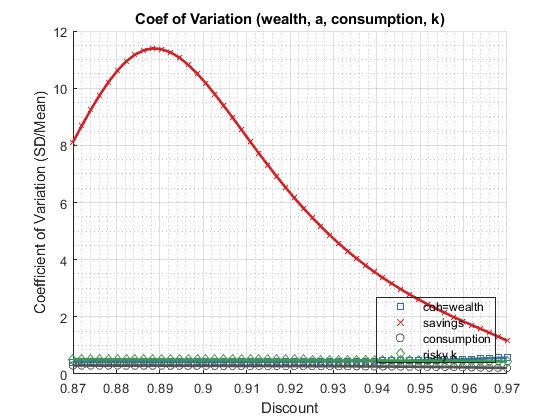 Coef of Variation (wealth, a, consumption, k)
12
10
8
6
4
2
0
Coefficient of Variation (SD/Mean)
coh=wealth
savings
consumption
risky k
0.87
0.88
0.89
0.9
0.91
0.92
0.93
0.94
0.95
0.96
0.97
Discount